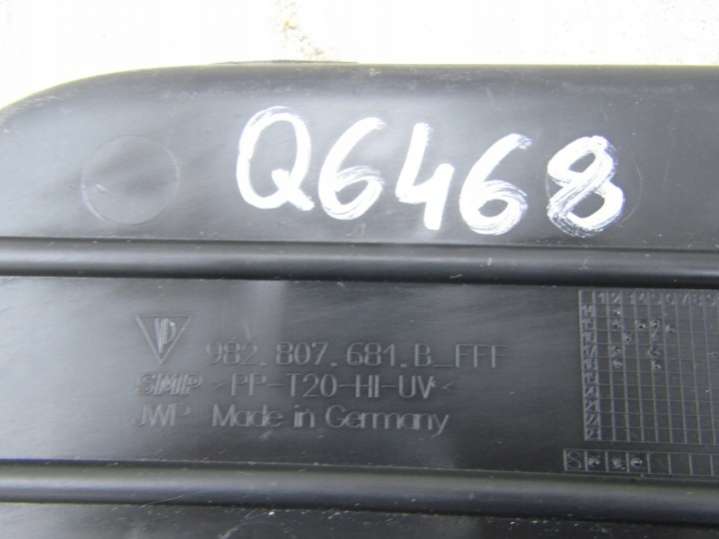 Q6468
982.807.681.B_FFF
SMP >PP-T20-HI-UV<
JWP Made in Germany